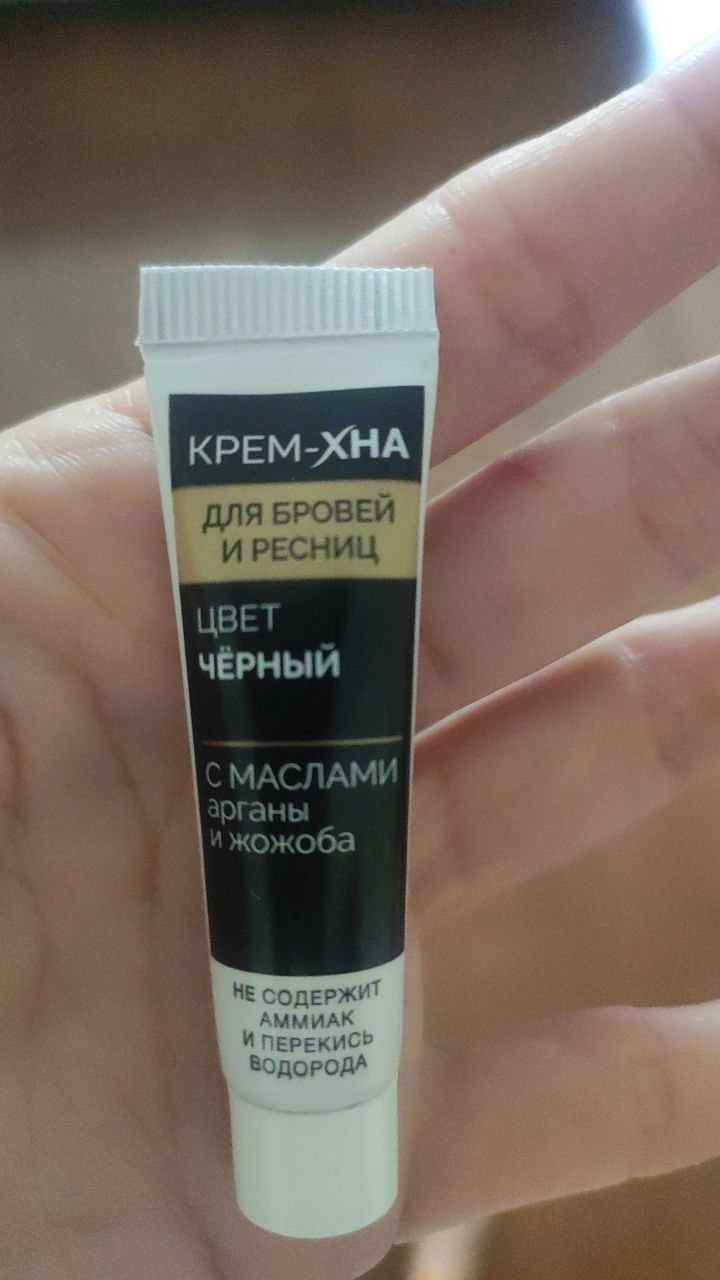 КРЕМ-ХНА
ДЛЯ БРОВЕЙ
И РЕСНИЦ
ЦВЕТ
ЧЁРНЫЙ
С МАСЛАМИ
арганы
и жожоба
НЕ СОДЕРЖИТ
АММИАК
И ПЕРЕКИСЬ
ВОДОРОДА